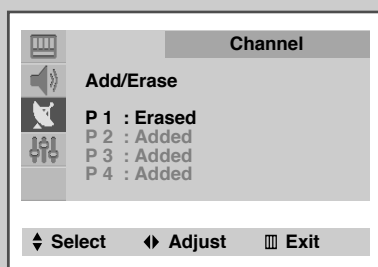 Channel
Add/Erase
P 1 : Erased
P 2 : Added
P 3 : Added
P 4 : Added
Select Adjust Exit